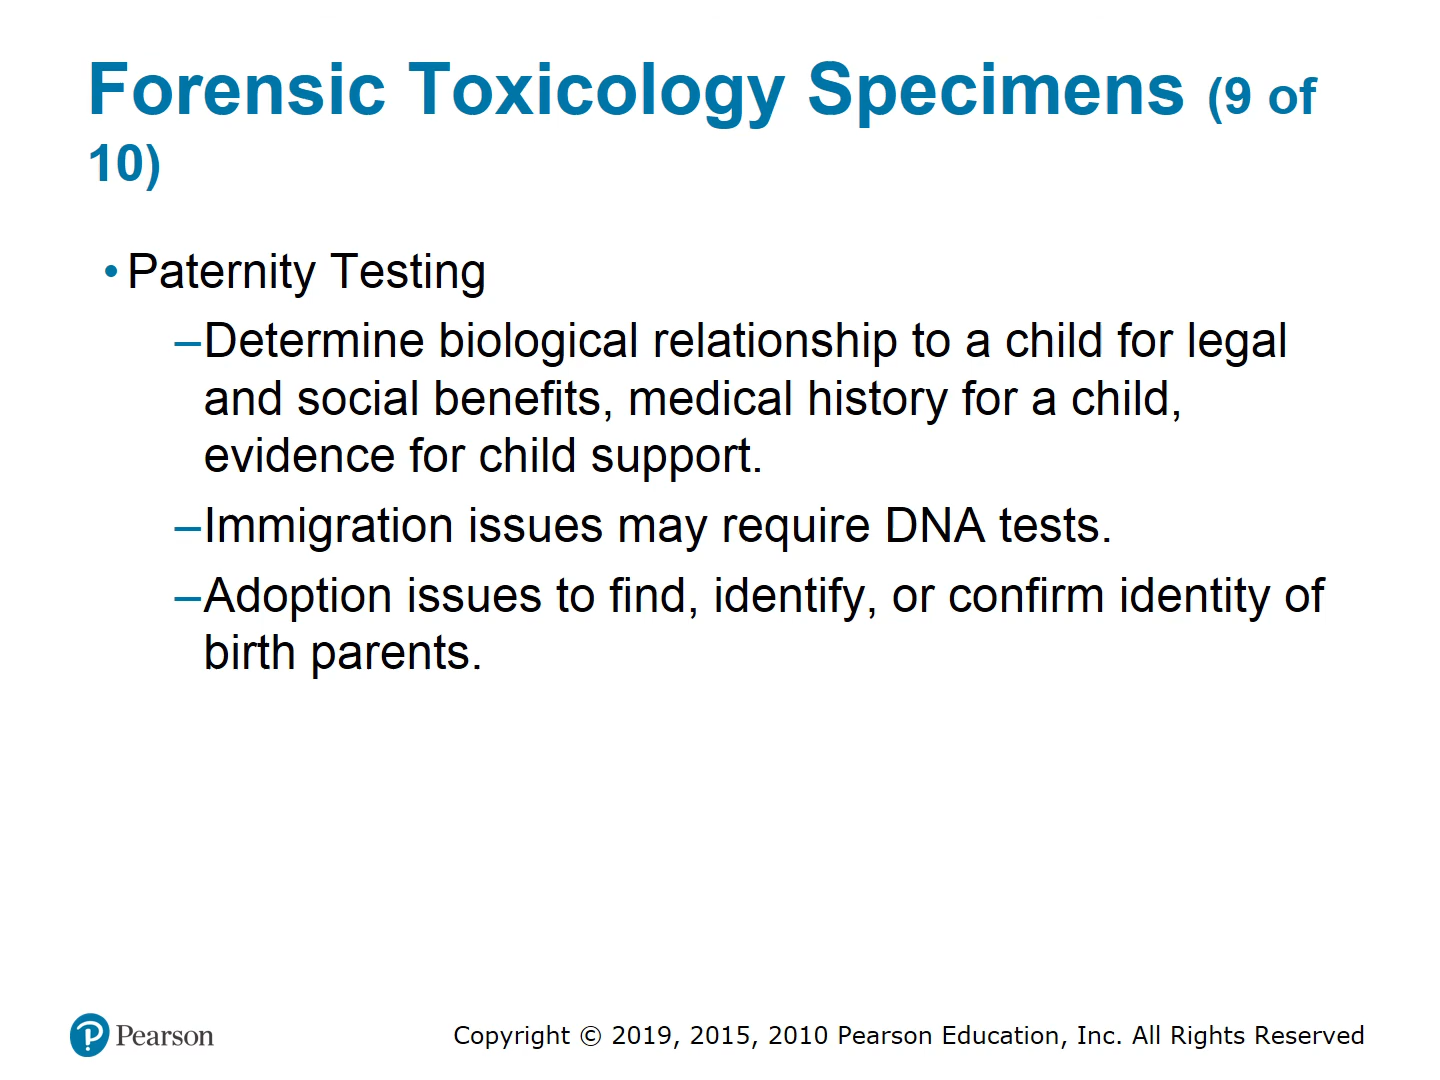 Forensic Toxicology Specimens (9 of
10)
• Paternity Testing
–Determine biological relationship to a child for legal
and social benefits, medical history for a child,
evidence for child support.
–Immigration issues may require DNA tests.
–Adoption issues to find, identify, or confirm identity of
birth parents.
Pearson
Copyright © 2019, 2015, 2010 Pearson Education, Inc. All Rights Reserved